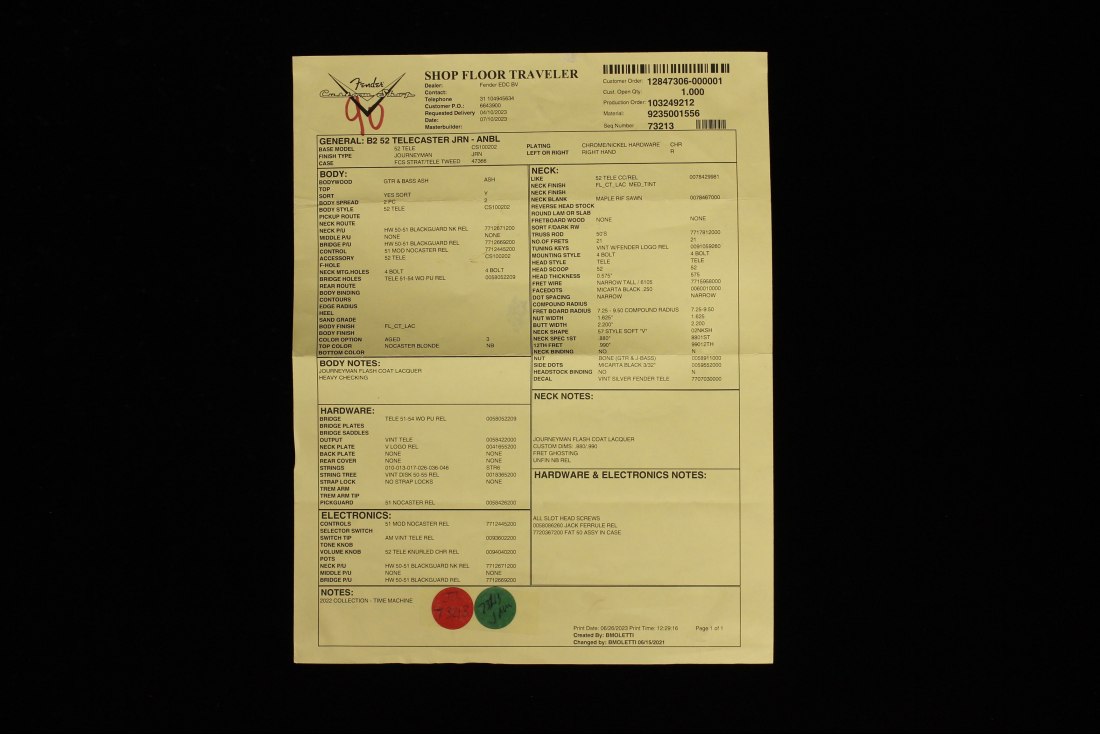 Fender
Custom Shop
90
SHOP FLOOR TRAVELER
Dealer: Fender EDC BV
Contact:
Telephone 31 104945634
Customer P.O.: 6643900
Requested Delivery 04/10/2023
Date: 07/10/2023
Masterbuilder:
Customer Order: 12847306-000001
Cust. Open Qty: 1.000
Production Order: 103249212
Material: 9235001556
Seq Number 73213
GENERAL: B2 52 TELECASTER JRN - ANBL
BASE MODEL 52 TELE CS100202 PLATING CHROME/NICKEL HARDWARE CHR
FINISH TYPE JOURNEYMAN JRN LEFT OR RIGHT RIGHT HAND R
CASE FCS STRAT/TELE TWEED 47366
BODY:
BODYWOOD GTR & BASS ASH ASH
TOP
SORT YES SORT Y
BODY SPREAD 2 PC 2
BODY STYLE 52 TELE CS100202
PICKUP ROUTE
NECK ROUTE
NECK P/U HW 50-51 BLACKGUARD NK REL 7712671200
MIDDLE P/U NONE NONE
BRIDGE P/U HW 50-51 BLACKGUARD REL 7712669200
CONTROL 51 MOD NOCASTER REL 7712445200
ACCESSORY 52 TELE CS100202
F-HOLE
NECK MTG.HOLES 4 BOLT 4 BOLT
BRIDGE HOLES TELE 51-54 WO PU REL 0058052209
REAR ROUTE
BODY BINDING
CONTOURS
EDGE RADIUS
HEEL
SAND GRADE
BODY FINISH FL_CT_LAC
BODY FINISH
COLOR OPTION AGED 3
TOP COLOR NOCASTER BLONDE NB
BOTTOM COLOR
BODY NOTES:
JOURNEYMAN FLASH COAT LACQUER
HEAVY CHECKING
HARDWARE:
BRIDGE TELE 51-54 WO PU REL 0058052209
BRIDGE PLATES
BRIDGE SADDLES
OUTPUT VINT TELE 0058422000
NECK PLATE V LOGO REL 0041655200
BACK PLATE NONE NONE
REAR COVER NONE NONE
STRINGS 010-013-017-026-036-046 STR6
STRING TREE VINT DISK 50-55 REL 0018365200
STRAP LOCK NO STRAP LOCKS NONE
TREM ARM
TREM ARM TIP
PICKGUARD 51 NOCASTER REL 0058426200
ELECTRONICS:
CONTROLS 51 MOD NOCASTER REL 7712445200
SELECTOR SWITCH
SWITCH TIP AM VINT TELE REL 0093602200
TONE KNOB
VOLUME KNOB 52 TELE KNURLED CHR REL 0094040200
POTS
NECK P/U HW 50-51 BLACKGUARD NK REL 7712671200
MIDDLE P/U NONE NONE
BRIDGE P/U HW 50-51 BLACKGUARD REL 7712669200
NECK:
LIKE 52 TELE CC/REL 0078429981
NECK FINISH FL_CT_LAC MED_TINT
NECK FINISH
NECK BLANK MAPLE RIF SAWN 0078467000
REVERSE HEAD STOCK
ROUND LAM OR SLAB
FRETBOARD WOOD NONE NONE
SORT F/DARK RW
TRUSS ROD 50'S 7717812000
NO.OF FRETS 21 21
TUNING KEYS VINT W/FENDER LOGO REL 0091059260
MOUNTING STYLE 4 BOLT 4 BOLT
HEAD STYLE TELE TELE
HEAD SCOOP 52 52
HEAD THICKNESS 0.575" 575
FRET WIRE NARROW TALL / 6105 7715968000
FACEDOTS MICARTA BLACK .250 0060010000
DOT SPACING NARROW NARROW
COMPOUND RADIUS
FRET BOARD RADIUS 7.25 - 9.50 COMPOUND RADIUS 7.25-9.50
NUT WIDTH 1.625" 1.625
BUTT WIDTH 2.200" 2.200
NECK SHAPE 57 STYLE SOFT "V" 02NKSH
NECK SPEC 1ST .880" 8801ST
12TH FRET .990" 99012TH
NECK BINDING NO N
NUT BONE (GTR & J-BASS) 0058911000
SIDE DOTS MICARTA BLACK 3/32" 0059552000
HEADSTOCK BINDING NO N
DECAL VINT SILVER FENDER TELE 7707030000
NECK NOTES:
JOURNEYMAN FLASH COAT LACQUER
CUSTOM DIMS: .880/.990
FRET GHOSTING
UNFIN NB REL
HARDWARE & ELECTRONICS NOTES:
ALL SLOT HEAD SCREWS
0058086260 JACK FERRULE REL
7720367200 FAT 50 ASSY IN CASE
NOTES:
2022 COLLECTION - TIME MACHINE
Print Date: 06/26/2023 Print Time: 12:29:16 Page 1 of 1
Created By: BMOLETTI
Changed by: BMOLETTI 06/15/2021